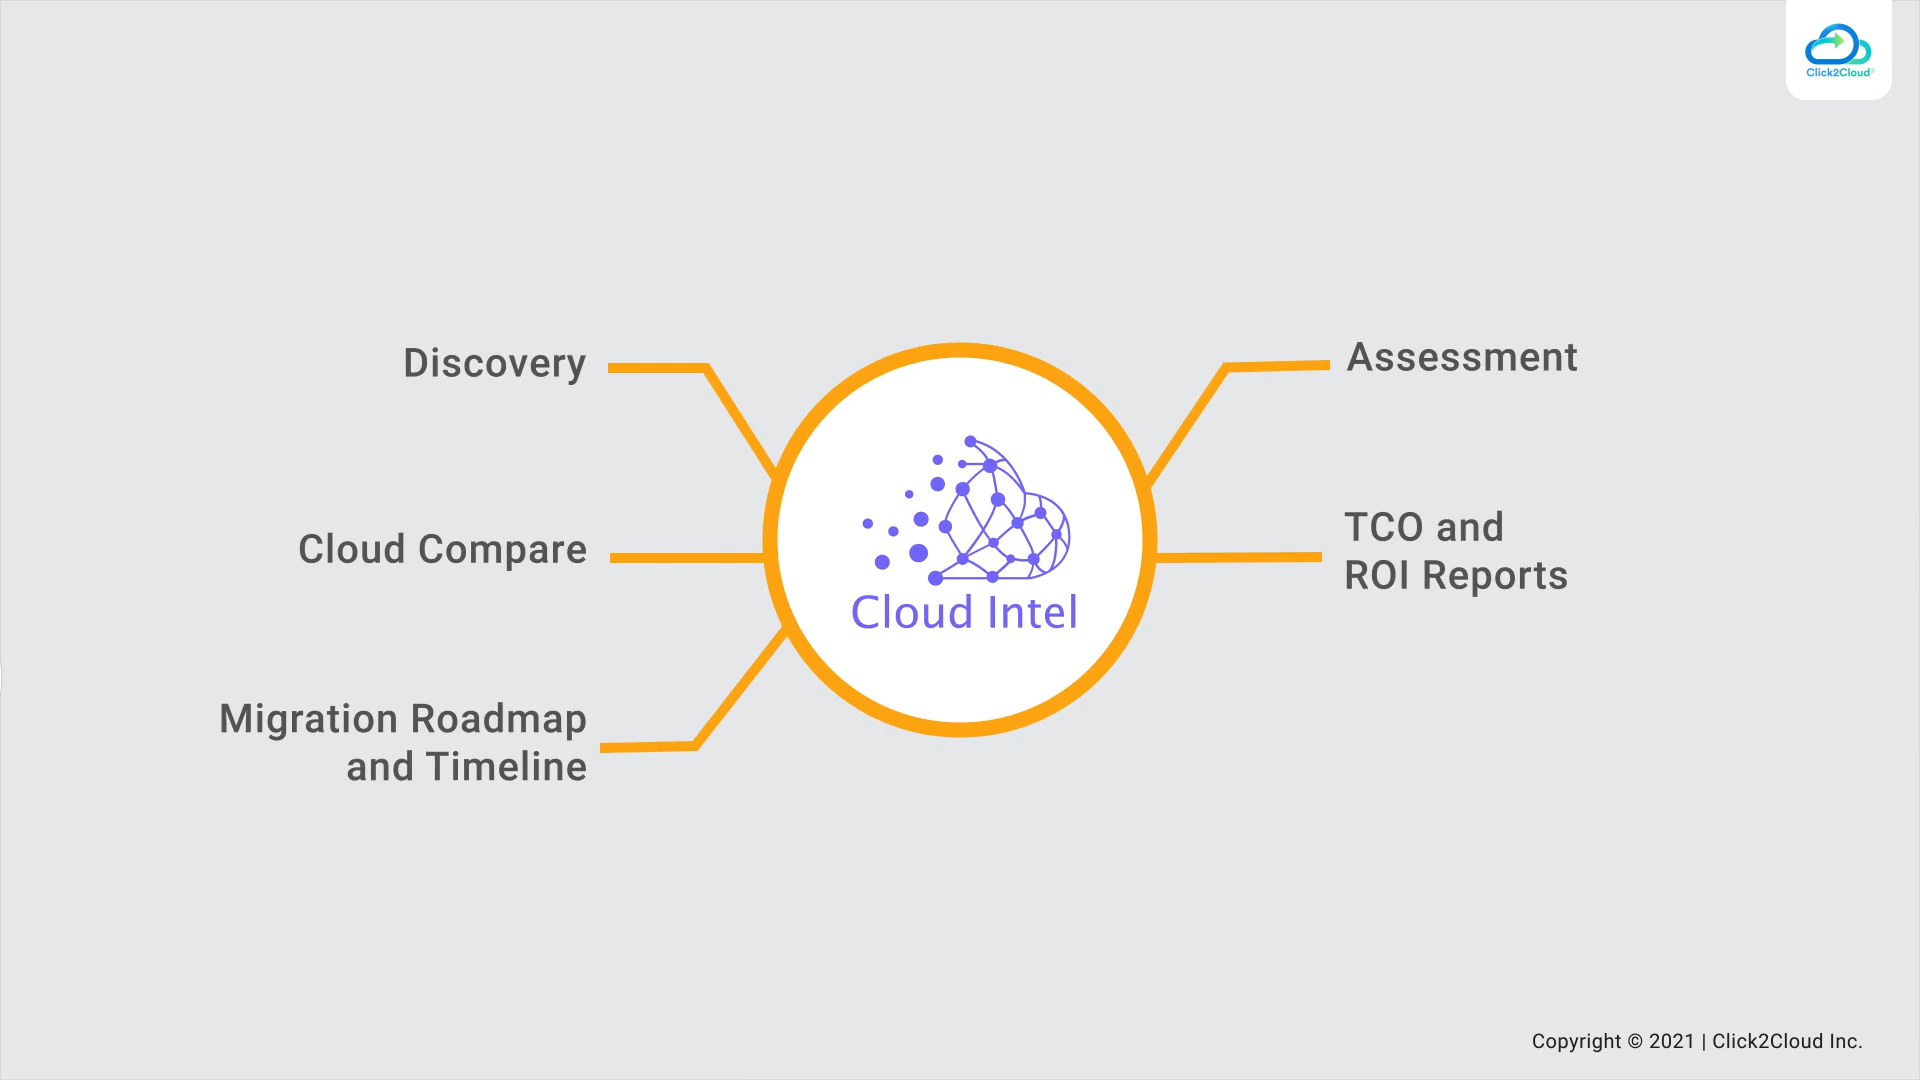 Click2Cloud
Discovery
Assessment
Cloud Compare
TCO and
ROI Reports
Cloud Intel
Migration Roadmap
and Timeline
Copyright © 2021 | Click2Cloud Inc.